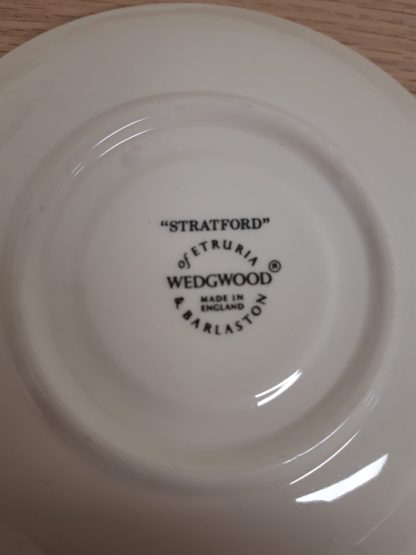 “STRATFORD”
of ETRURIA
WEDGWOOD®
MADE IN
ENGLAND
& BARLASTON